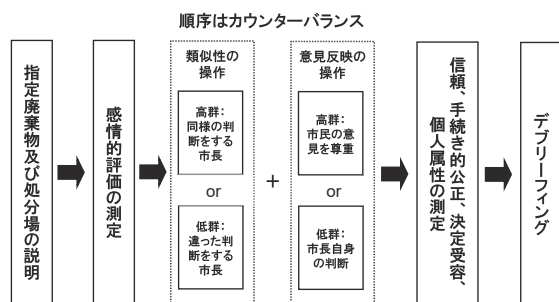 順序はカウンターバランス
指定廃棄物及び処分場の説明
感情的評価の測定
類似性の
操作
高群:
同様の判
断をする
市長
or
低群:
違った判
断をする
市長
+
意見反映の
操作
高群:
市民の意
見を尊重
or
低群:
市長自身
の判断
信頼、手続き的公正、決定受容、
個人属性の測定
デブリーフィング